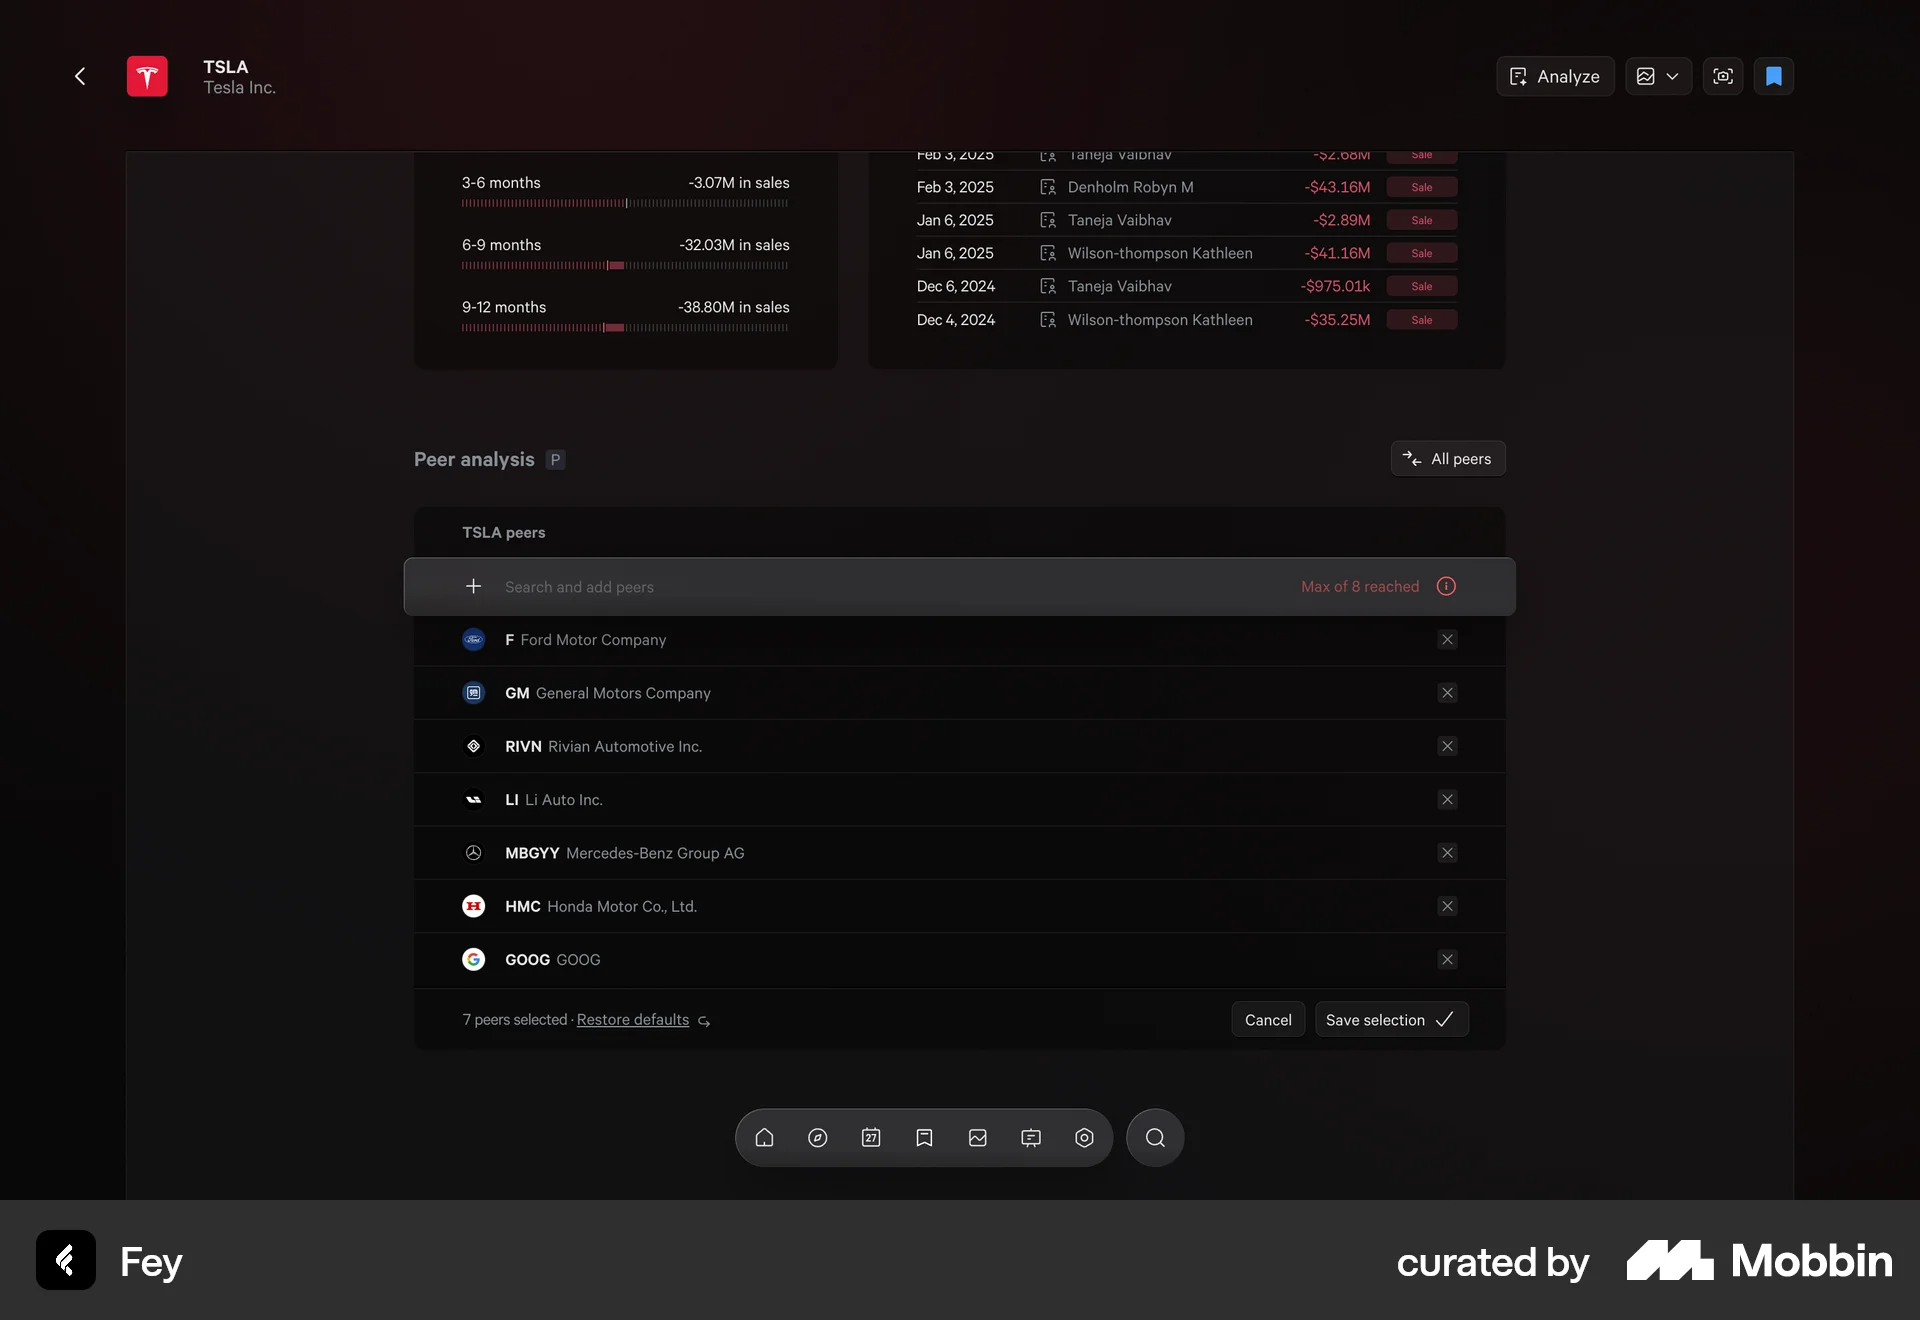 TSLA
Tesla Inc.
Analyze
3-6 months -3.07M in sales
6-9 months -32.03M in sales
9-12 months -38.80M in sales
Feb 3, 2025 Taneja Vaibhav -$2.68M Sale
Feb 3, 2025 Denholm Robyn M -$43.16M Sale
Jan 6, 2025 Taneja Vaibhav -$2.89M Sale
Jan 6, 2025 Wilson-thompson Kathleen -$41.16M Sale
Dec 6, 2024 Taneja Vaibhav -$975.01k Sale
Dec 4, 2024 Wilson-thompson Kathleen -$35.25M Sale
Peer analysis P
All peers
TSLA peers
Search and add peers Max of 8 reached
F Ford Motor Company
GM General Motors Company
RIVN Rivian Automotive Inc.
LI Li Auto Inc.
MBGYY Mercedes-Benz Group AG
HMC Honda Motor Co., Ltd.
GOOG GOOG
7 peers selected · Restore defaults
Cancel
Save selection
27
Fey
curated by Mobbin